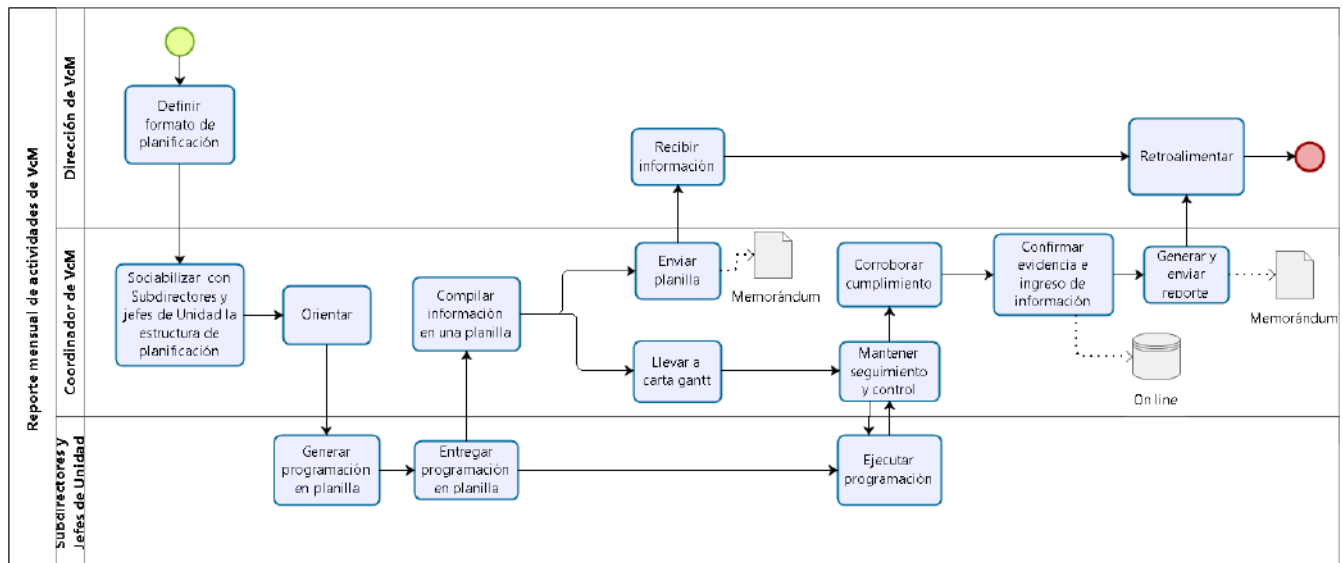 Reporte mensual de actividades de VcM
Dirección de VcM
Definir
formato de
planificación
Recibir
información
Retroalimentar
Coordinador de VcM
Sociabilizar con
Subdirectores y
jefes de Unidad la
estructura de
planificación
Orientar
Compilar
información
en una planilla
Enviar
planilla
Memorándum
Llevar a
carta gantt
Corroborar
cumplimiento
Mantener
seguimiento
y control
Confirmar
evidencia e
ingreso de
información
On line
Generar y
enviar
reporte
Memorándum
Subdirectores y
Jefes de Unidad
Generar
programación
en planilla
Entregar
programación
en planilla
Ejecutar
programación